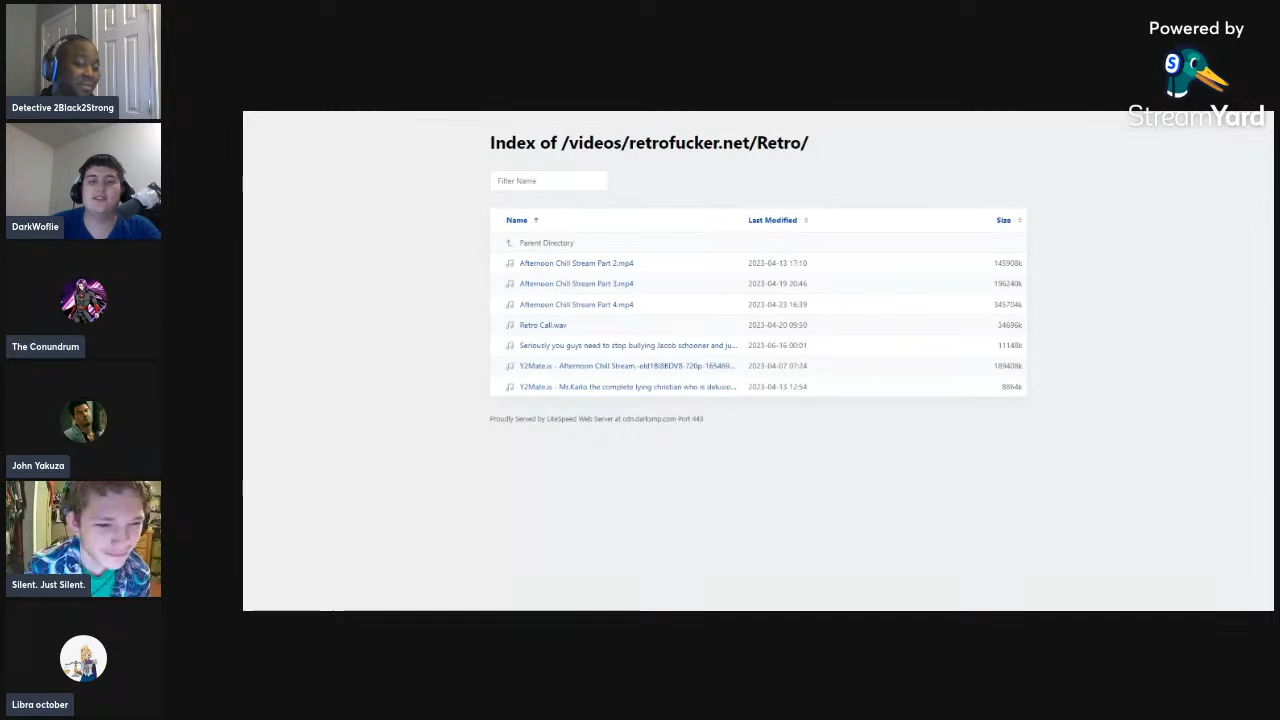 Detective 2Black2Strong
DarkWoflie
The Conundrum
John Yakuza
Silent. Just Silent.
Libra october
Powered by
S
StreamYard
Index of /videos/retrofucker.net/Retro/
Filter Name
Name Last Modified Size
Parent Directory
Afternoon Chill Stream Part 2.mp4 2023-04-13 17:10 145908k
Afternoon Chill Stream Part 3.mp4 2023-04-19 20:46 196240k
Afternoon Chill Stream Part 4.mp4 2023-04-23 16:39 345704k
Retro Call.wav 2023-04-20 09:50 34696k
Seriously you guys need to stop bullying Jacob schooner and ju... 2023-06-16 00:01 11148k
Y2Mate.is - Afternoon Chill Stream.-eId1BI8BDV8-720p-165469... 2023-04-07 07:24 189408k
Y2Mate.is - Mr.Kaito the complete lying christian who is delusio... 2023-04-13 12:54 8864k
Proudly Served by LiteSpeed Web Server at cdn.darksmp.com Port 443